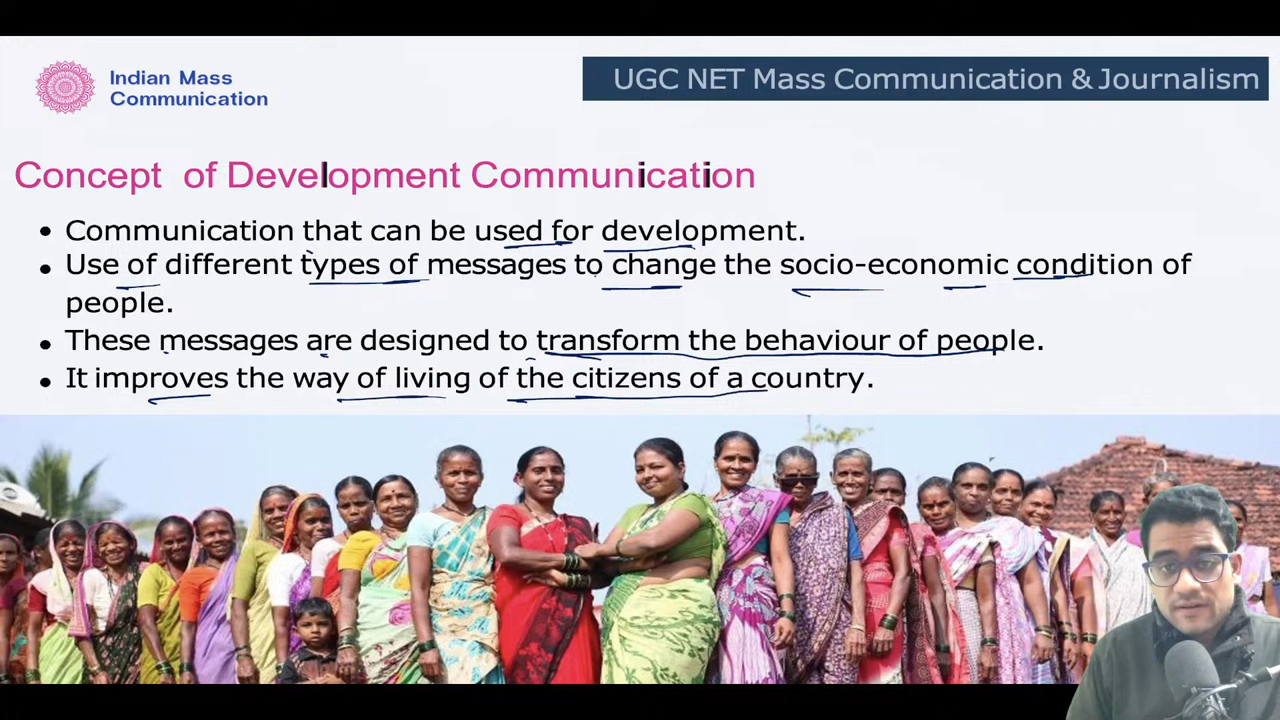 Indian Mass
Communication
UGC NET Mass Communication & Journalism
Concept of Development Communication
• Communication that can be used for development.
• Use of different types of messages to change the socio-economic condition of
people.
• These messages are designed to transform the behaviour of people.
• It improves the way of living of the citizens of a country.